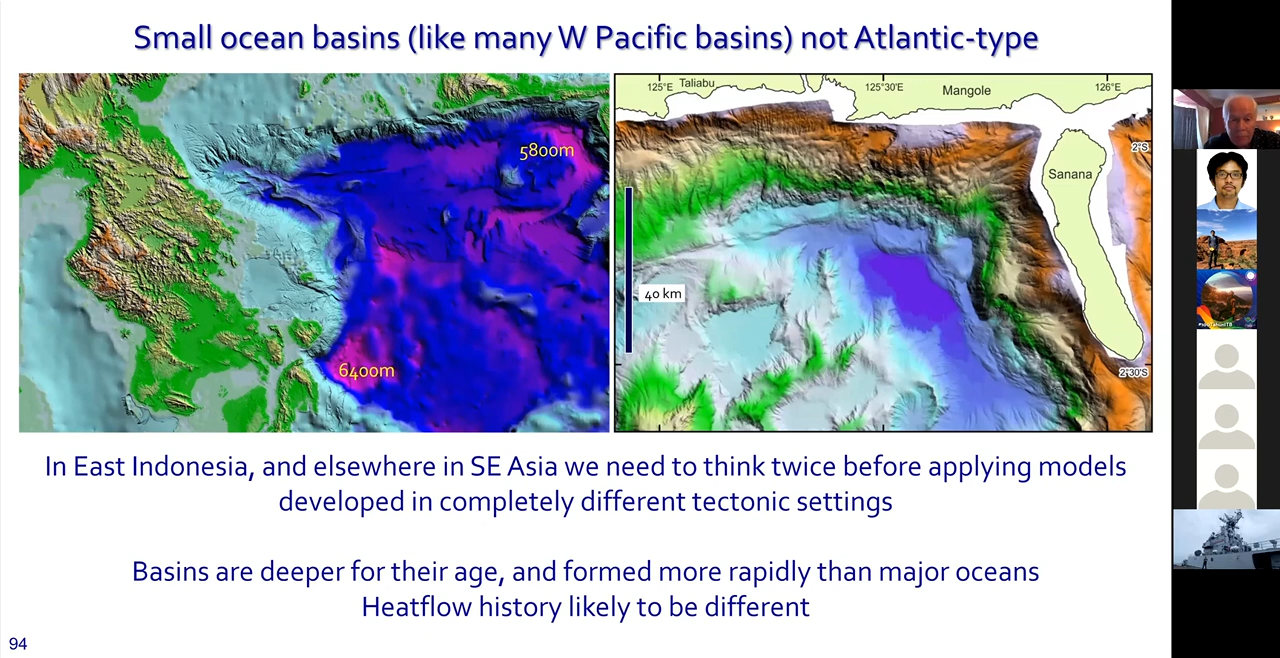 Small ocean basins (like many W Pacific basins) not Atlantic-type
5800m
6400m
125°E
Taliabu
125°30'E
Mangole
126°E
2°S
Sanana
40 km
2°30'S
In East Indonesia, and elsewhere in SE Asia we need to think twice before applying models
developed in completely different tectonic settings
Basins are deeper for their age, and formed more rapidly than major oceans
Heatflow history likely to be different
94